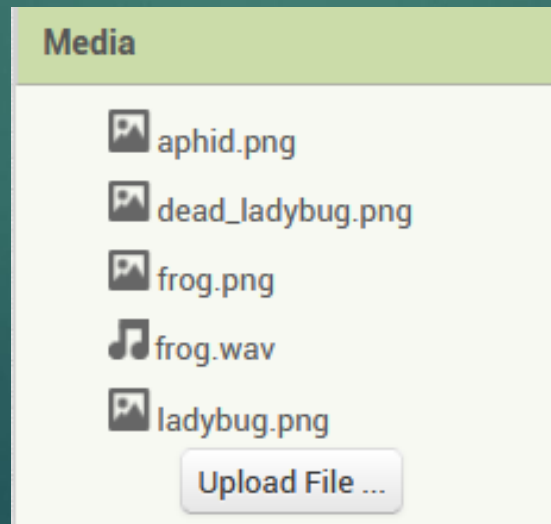 Media
aphid.png
dead_ladybug.png
frog.png
frog.wav
ladybug.png
Upload File ...